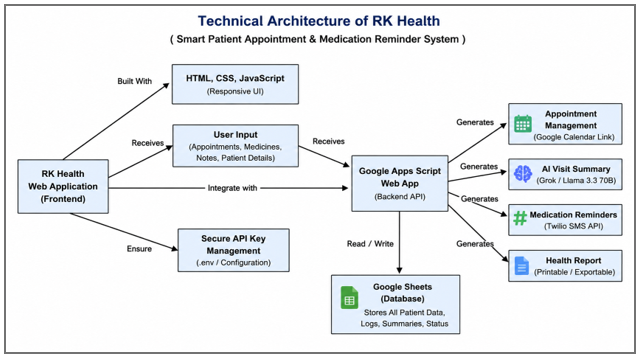 Technical Architecture of RK Health
( Smart Patient Appointment & Medication Reminder System )
Built With
HTML, CSS, JavaScript
(Responsive UI)
Receives
User Input
(Appointments, Medicines,
Notes, Patient Details)
Receives
RK Health
Web Application
(Frontend)
Integrate with
Google Apps Script
Web App
(Backend API)
Ensure
Secure API Key
Management
(.env / Configuration)
Read / Write
Google Sheets
(Database)
Stores All Patient Data,
Logs, Summaries, Status
Generates
Appointment
Management
(Google Calendar Link)
Generates
AI Visit Summary
(Grok / Llama 3.3 70B)
Generates
Medication Reminders
(Twilio SMS API)
Generates
Health Report
(Printable / Exportable)